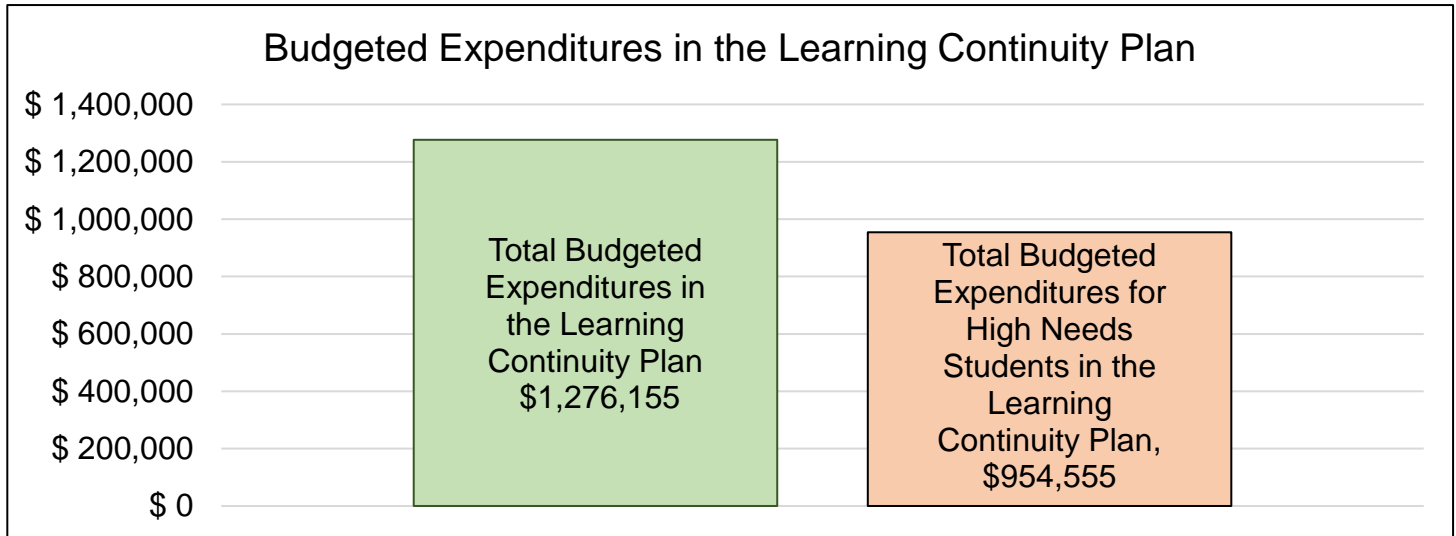 Budgeted Expenditures in the Learning Continuity Plan
$ 1,400,000
$ 1,200,000
$ 1,000,000
$ 800,000
$ 600,000
$ 400,000
$ 200,000
$ 0
Total Budgeted
Expenditures in
the Learning
Continuity Plan
$1,276,155
Total Budgeted
Expenditures for
High Needs
Students in the
Learning
Continuity Plan,
$954,555